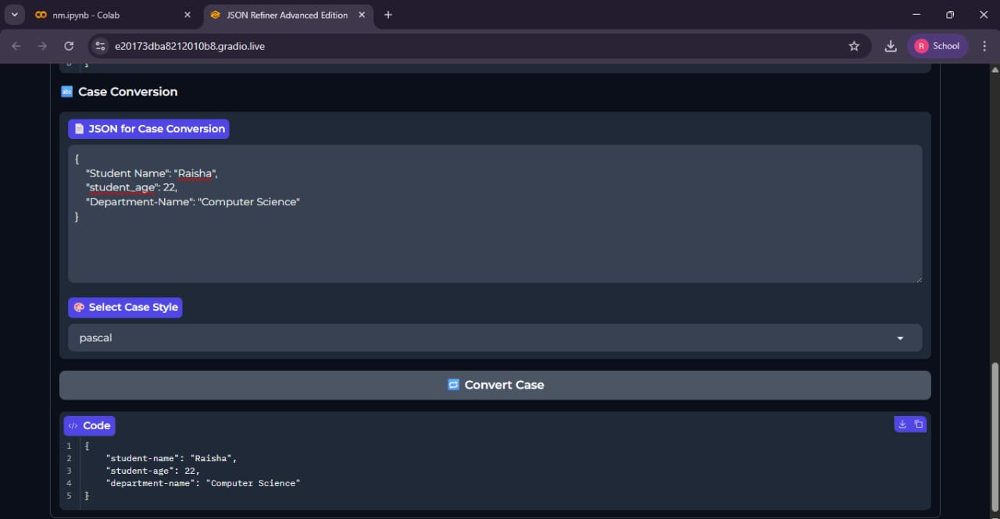 nm.ipynb - Colab
JSON Refiner Advanced Edition
e20173dba8212010b8.gradio.live
R School
Case Conversion
JSON for Case Conversion
{
"Student Name": "Raisha",
"student_age": 22,
"Department-Name": "Computer Science"
}
Select Case Style
pascal
Convert Case
</> Code
1 {
2 "student-name": "Raisha",
3 "student-age": 22,
4 "department-name": "Computer Science"
5 }